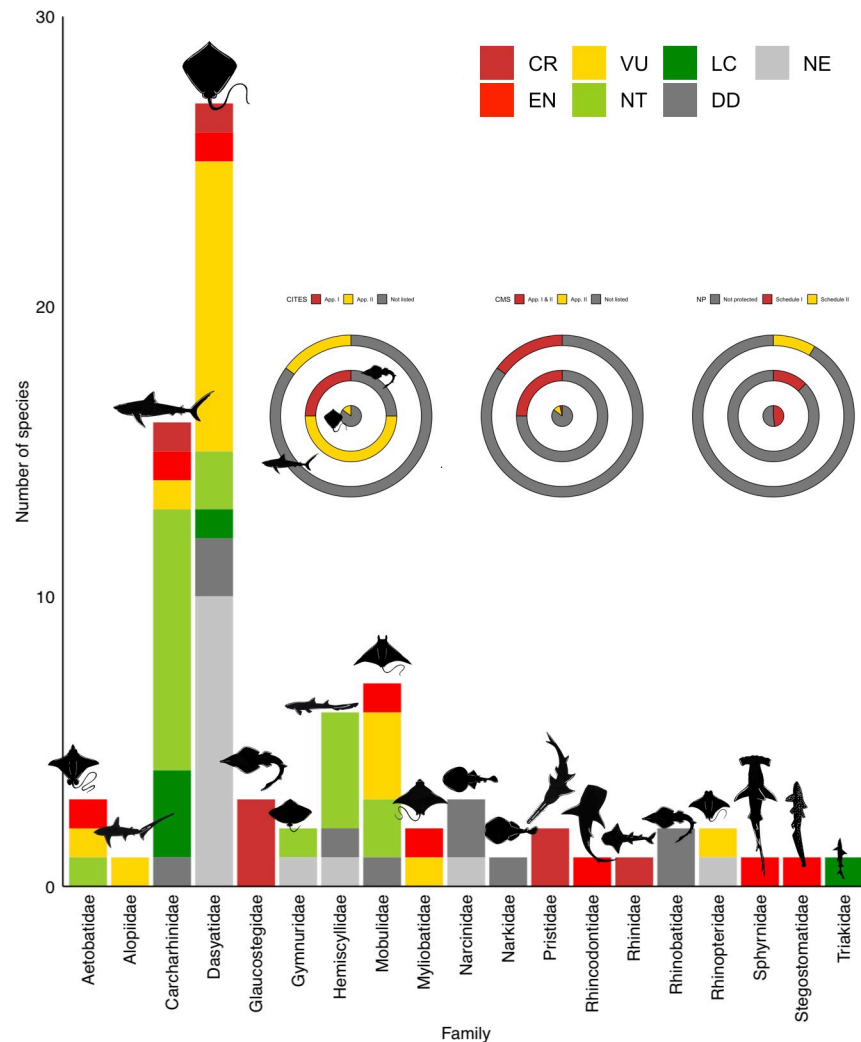 30
20
10
0
Number of species
CR VU LC NE
EN NT DD
CITES App. I App. II Not listed
CMS App. I & II App. II Not listed
NP Not protected Schedule I Schedule II
Aetobatidae
Alopiidae
Carcharhinidae
Dasyatidae
Glaucostegidae
Gymnuridae
Hemiscyllidae
Mobulidae
Myliobatidae
Narcinidae
Narkidae
Pristidae
Rhincodontidae
Rhinidae
Rhinobatidae
Rhinopteridae
Sphyrnidae
Stegostomatidae
Triakidae
Family